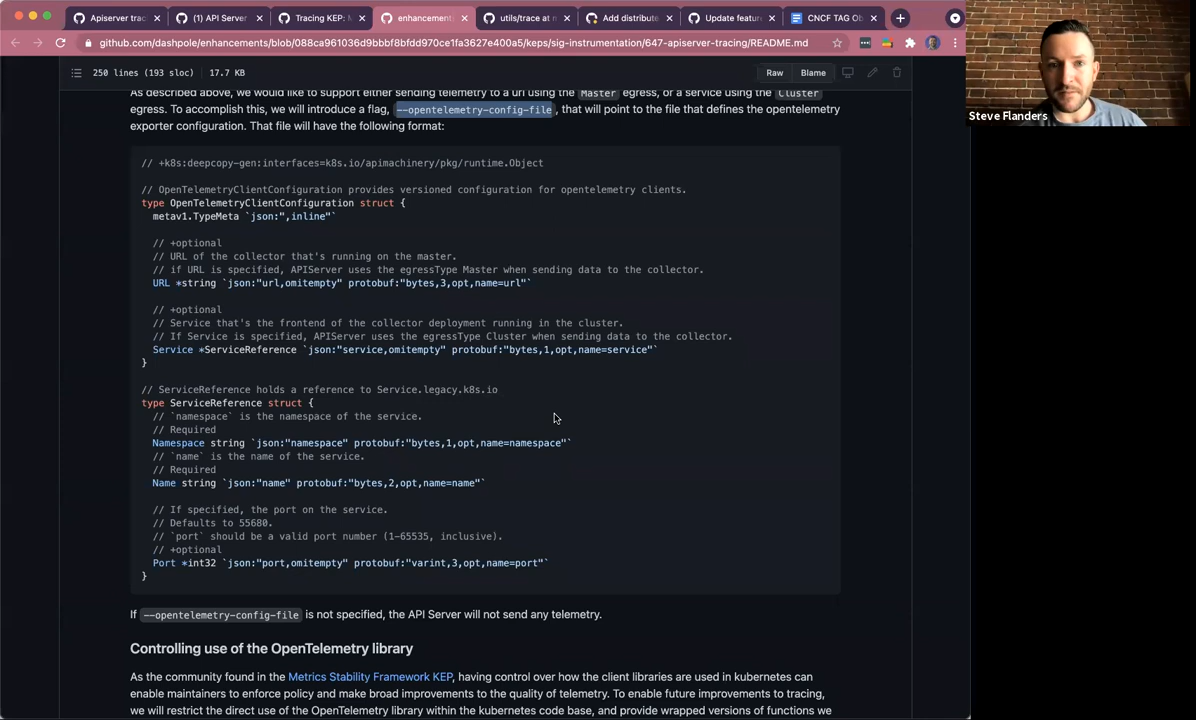 Apiserver trac
(1) API Server
Tracing KEP: M
enhancement
utils/trace at m
Add distribute
Update featur
CNCF TAG Ob
github.com/dashpole/enhancements/blob/088ca961036d9bbbf8bfdd970ce1fa3627e400a5/keps/sig-instrumentation/647-apiserver-tracing/README.md
250 lines (193 sloc) 17.7 KB
Raw
Blame
As described above, we would like to support either sending telemetry to a url using the Master egress, or a service using the Cluster
egress. To accomplish this, we will introduce a flag, --opentelemetry-config-file, that will point to the file that defines the opentelemetry
exporter configuration. That file will have the following format:
// +k8s:deepcopy-gen:interfaces=k8s.io/apimachinery/pkg/runtime.Object
// OpenTelemetryClientConfiguration provides versioned configuration for opentelemetry clients.
type OpenTelemetryClientConfiguration struct {
metav1.TypeMeta `json:",inline"`
// +optional
// URL of the collector that's running on the master.
// if URL is specified, APIServer uses the egressType Master when sending data to the collector.
URL *string `json:"url,omitempty" protobuf:"bytes,3,opt,name=url"`
// +optional
// Service that's the frontend of the collector deployment running in the cluster.
// If Service is specified, APIServer uses the egressType Cluster when sending data to the collector.
Service *ServiceReference `json:"service,omitempty" protobuf:"bytes,1,opt,name=service"`
}
// ServiceReference holds a reference to Service.legacy.k8s.io
type ServiceReference struct {
// `namespace` is the namespace of the service.
// Required
Namespace string `json:"namespace" protobuf:"bytes,1,opt,name=namespace"`
// `name` is the name of the service.
// Required
Name string `json:"name" protobuf:"bytes,2,opt,name=name"`
// If specified, the port on the service.
// Defaults to 55680.
// `port` should be a valid port number (1-65535, inclusive).
// +optional
Port *int32 `json:"port,omitempty" protobuf:"varint,3,opt,name=port"`
}
If --opentelemetry-config-file is not specified, the API Server will not send any telemetry.
Controlling use of the OpenTelemetry library
As the community found in the Metrics Stability Framework KEP, having control over how the client libraries are used in kubernetes can
enable maintainers to enforce policy and make broad improvements to the quality of telemetry. To enable future improvements to tracing,
we will restrict the direct use of the OpenTelemetry library within the kubernetes code base, and provide wrapped versions of functions we
Steve Flanders